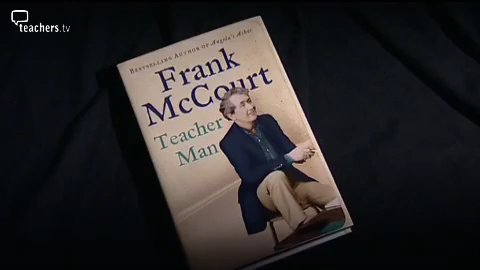 teachers.tv
BESTSELLING AUTHOR OF Angela's Ashes
Frank
McCourt
Teacher
Man